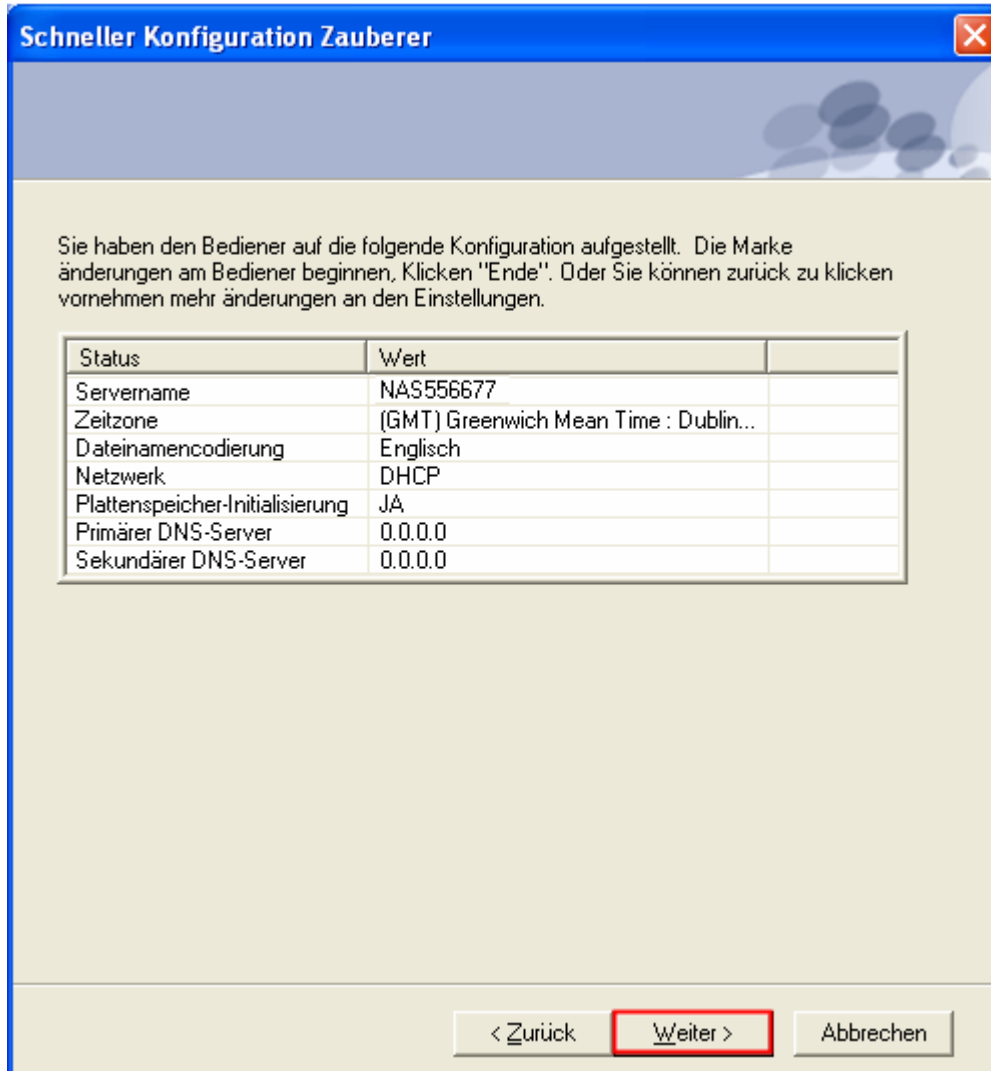 Schneller Konfiguration Zauberer
Sie haben den Bediener auf die folgende Konfiguration aufgestellt.  Die Marke
änderungen am Bediener beginnen, Klicken "Ende". Oder Sie können zurück zu klicken
vornehmen mehr änderungen an den Einstellungen.
Status Wert
Servername NAS556677
Zeitzone (GMT) Greenwich Mean Time : Dublin...
Dateinamencodierung Englisch
Netzwerk DHCP
Plattenspeicher-Initialisierung JA
Primärer DNS-Server 0.0.0.0
Sekundärer DNS-Server 0.0.0.0
< Zurück Weiter > Abbrechen